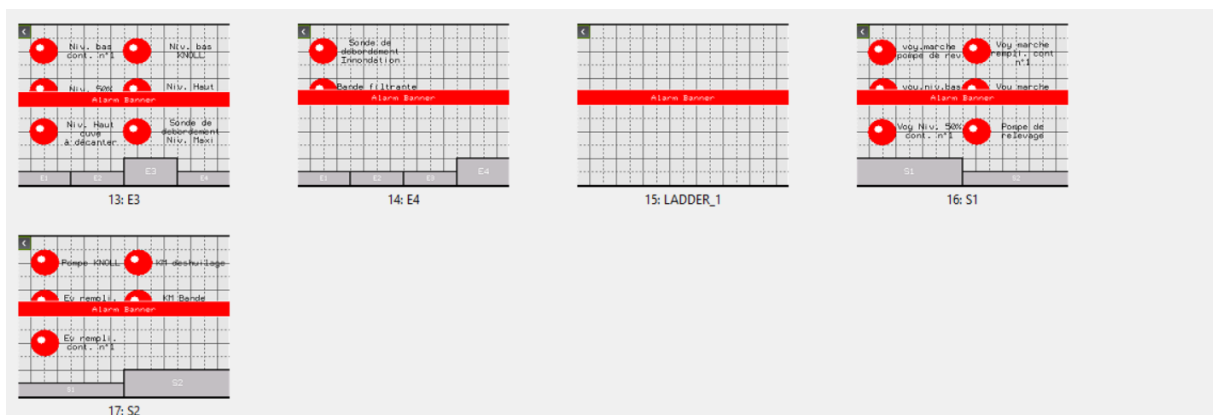 Niv. bas
cont. n°1
Niv. bas
KNOLL
Niv. 50%
Niv. Haut
Alarm Banner
Niv. Haut
cuve
à décanter
Sonde de
debordement
Niv. Maxi
E1
E2
E3
E4
13: E3
Sonde de
debordement
Innondation
Bande filtrante
Alarm Banner
E1
E2
E3
E4
14: E4
Alarm Banner
15: LADDER_1
voy.marche
pompe de rev.
Voy marche
rempli. cont
n°1
voy.niv.bas
Voy marche
Alarm Banner
Voy Niv. 50%
cont. n°1
Pompe de
relevage
S1
S2
16: S1
Pompe KNOLL
KM deshuilage
Ev rempli.
KM Bande
Alarm Banner
Ev rempli.
cont. n°1
S1
S2
17: S2